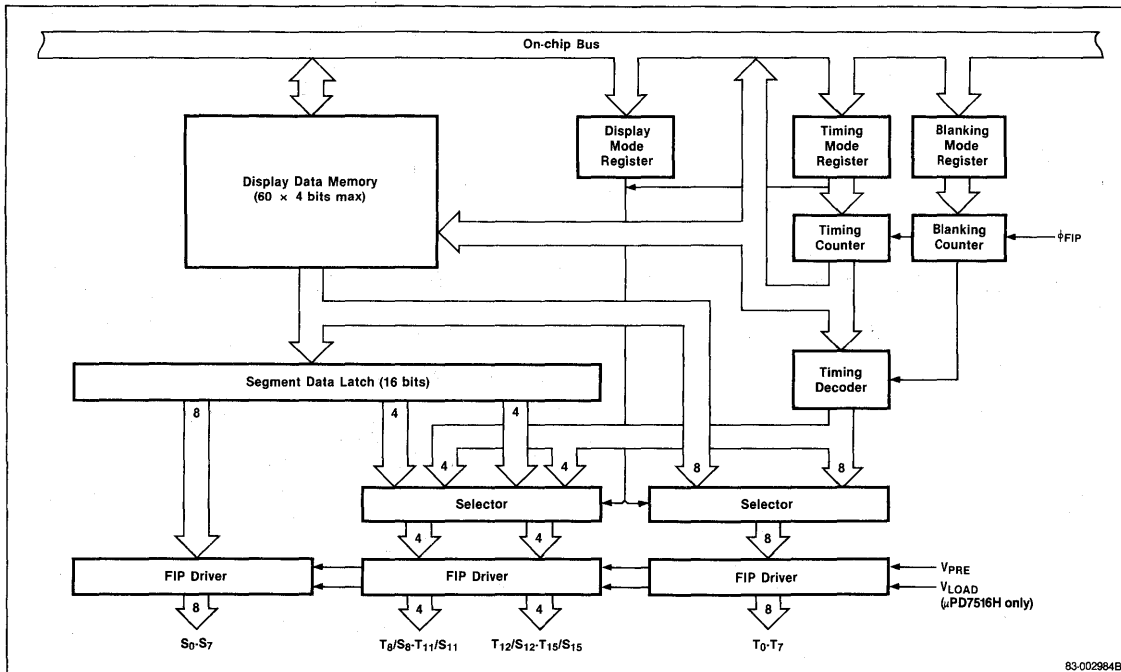 On-chip Bus
Display Data Memory
(60 × 4 bits max)
Display
Mode
Register
Timing
Mode
Register
Blanking
Mode
Register
Timing
Counter
Blanking
Counter
ϕFIP
Timing
Decoder
Segment Data Latch (16 bits)
8
4
4
4
4
8
8
Selector
Selector
4
4
8
FIP Driver
FIP Driver
FIP Driver
VPRE
VLOAD
(μPD7516H only)
8
4
4
8
S0-S7
T8/S8-T11/S11
T12/S12-T15/S15
T0-T7
83-002984B